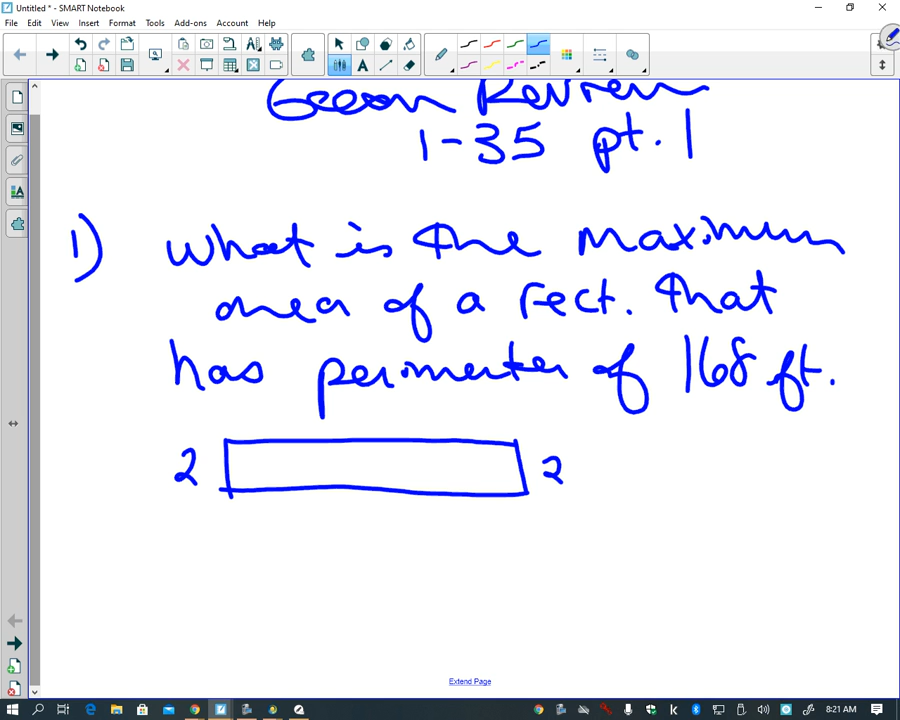 Untitled * - SMART Notebook
File Edit View Insert Format Tools Add-ons Account Help
Geom Review
1-35 pt. 1
1) what is the maximum
area of a rect. that
has perimeter of 168 ft.
2 2
Extend Page
8:21 AM